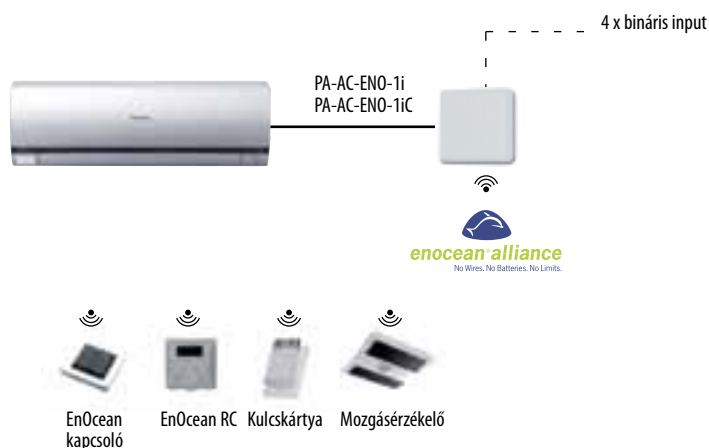 4 x bináris input
PA-AC-ENO-1i
PA-AC-ENO-1iC
enocean alliance
No Wires. No Batteries. No Limits.
EnOcean
kapcsoló
EnOcean RC
Kulcskártya
Mozgásérzékelő